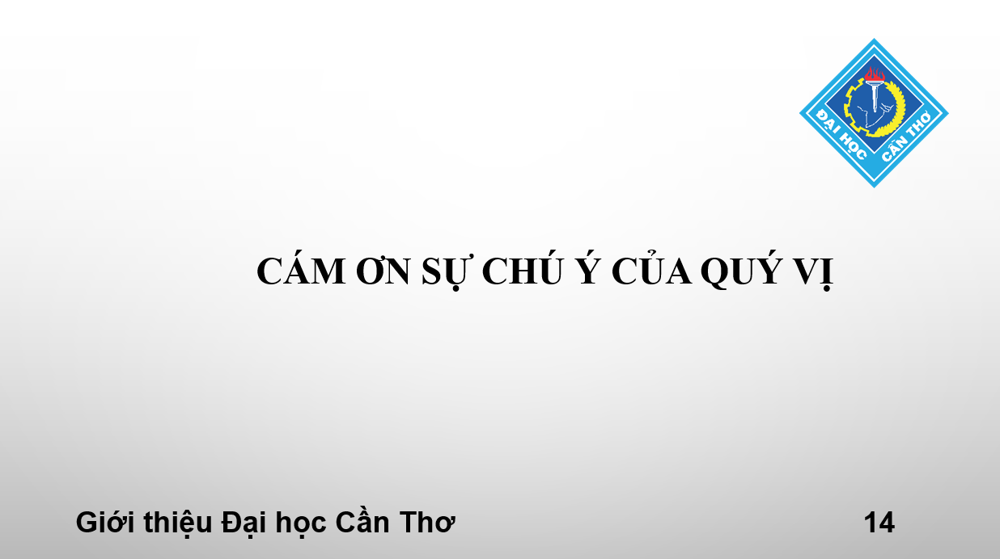 ĐẠI HỌC CẦN THƠ
CÁM ƠN SỰ CHÚ Ý CỦA QUÝ VỊ
Giới thiệu Đại học Cần Thơ
14